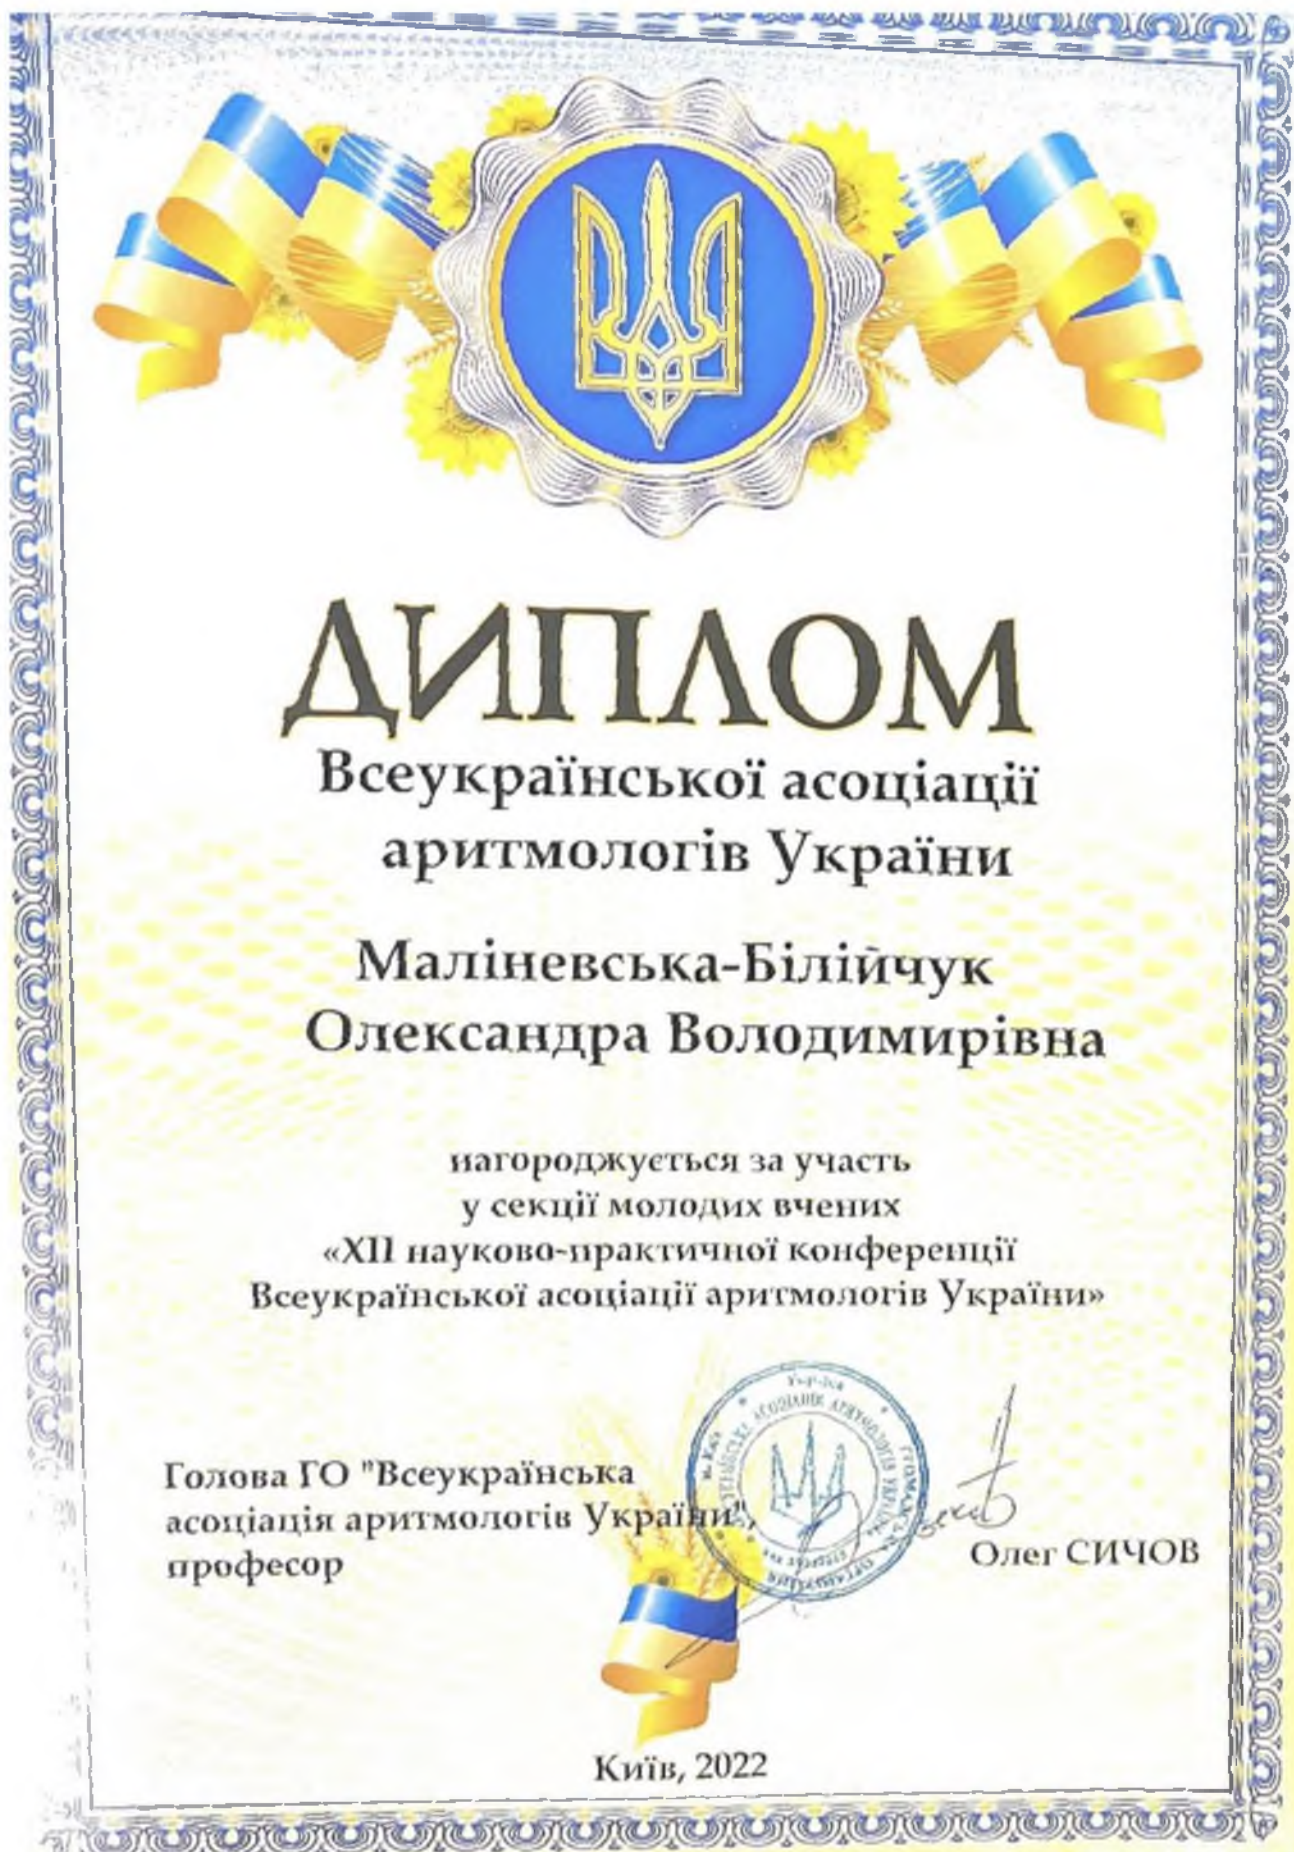 ДИПЛОМ
Всеукраїнської асоціації
аритмологів України
Маліневська-Білійчук
Олександра Володимирівна
нагороджується за участь
у секції молодих вчених
«XII науково-практичної конференції
Всеукраїнської асоціації аритмологів України»
Голова ГО "Всеукраїнська
асоціація аритмологів України",
професор
Олег СИЧОВ
Київ, 2022